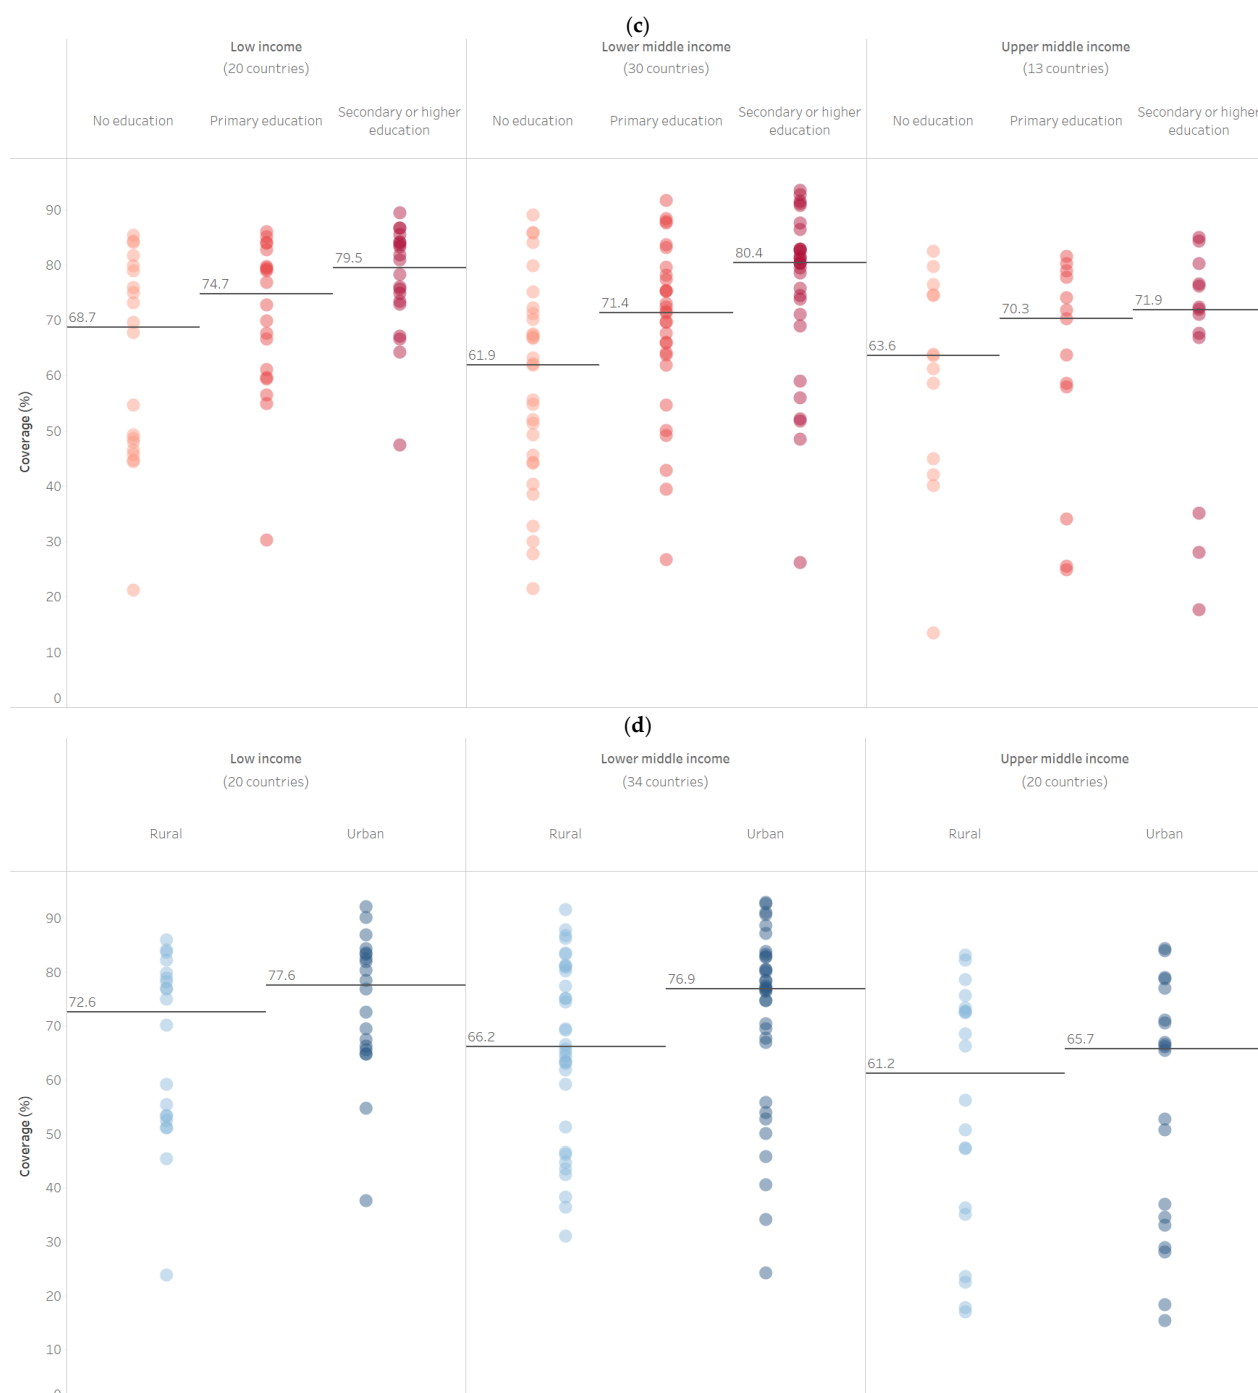 (c)
Low income
Lower middle income
Upper middle income
(20 countries)
(30 countries)
(13 countries)
No education
Primary education
Secondary or higher
education
No education
Primary education
Secondary or higher
education
No education
Primary education
Secondary or higher
education
90
80
70
60
50
40
30
20
10
0
Coverage (%)
68.7
74.7
79.5
61.9
71.4
80.4
63.6
70.3
71.9
(d)
Low income
Lower middle income
Upper middle income
(20 countries)
(34 countries)
(20 countries)
Rural
Urban
Rural
Urban
Rural
Urban
90
80
70
60
50
40
30
20
10
0
Coverage (%)
72.6
77.6
66.2
76.9
61.2
65.7